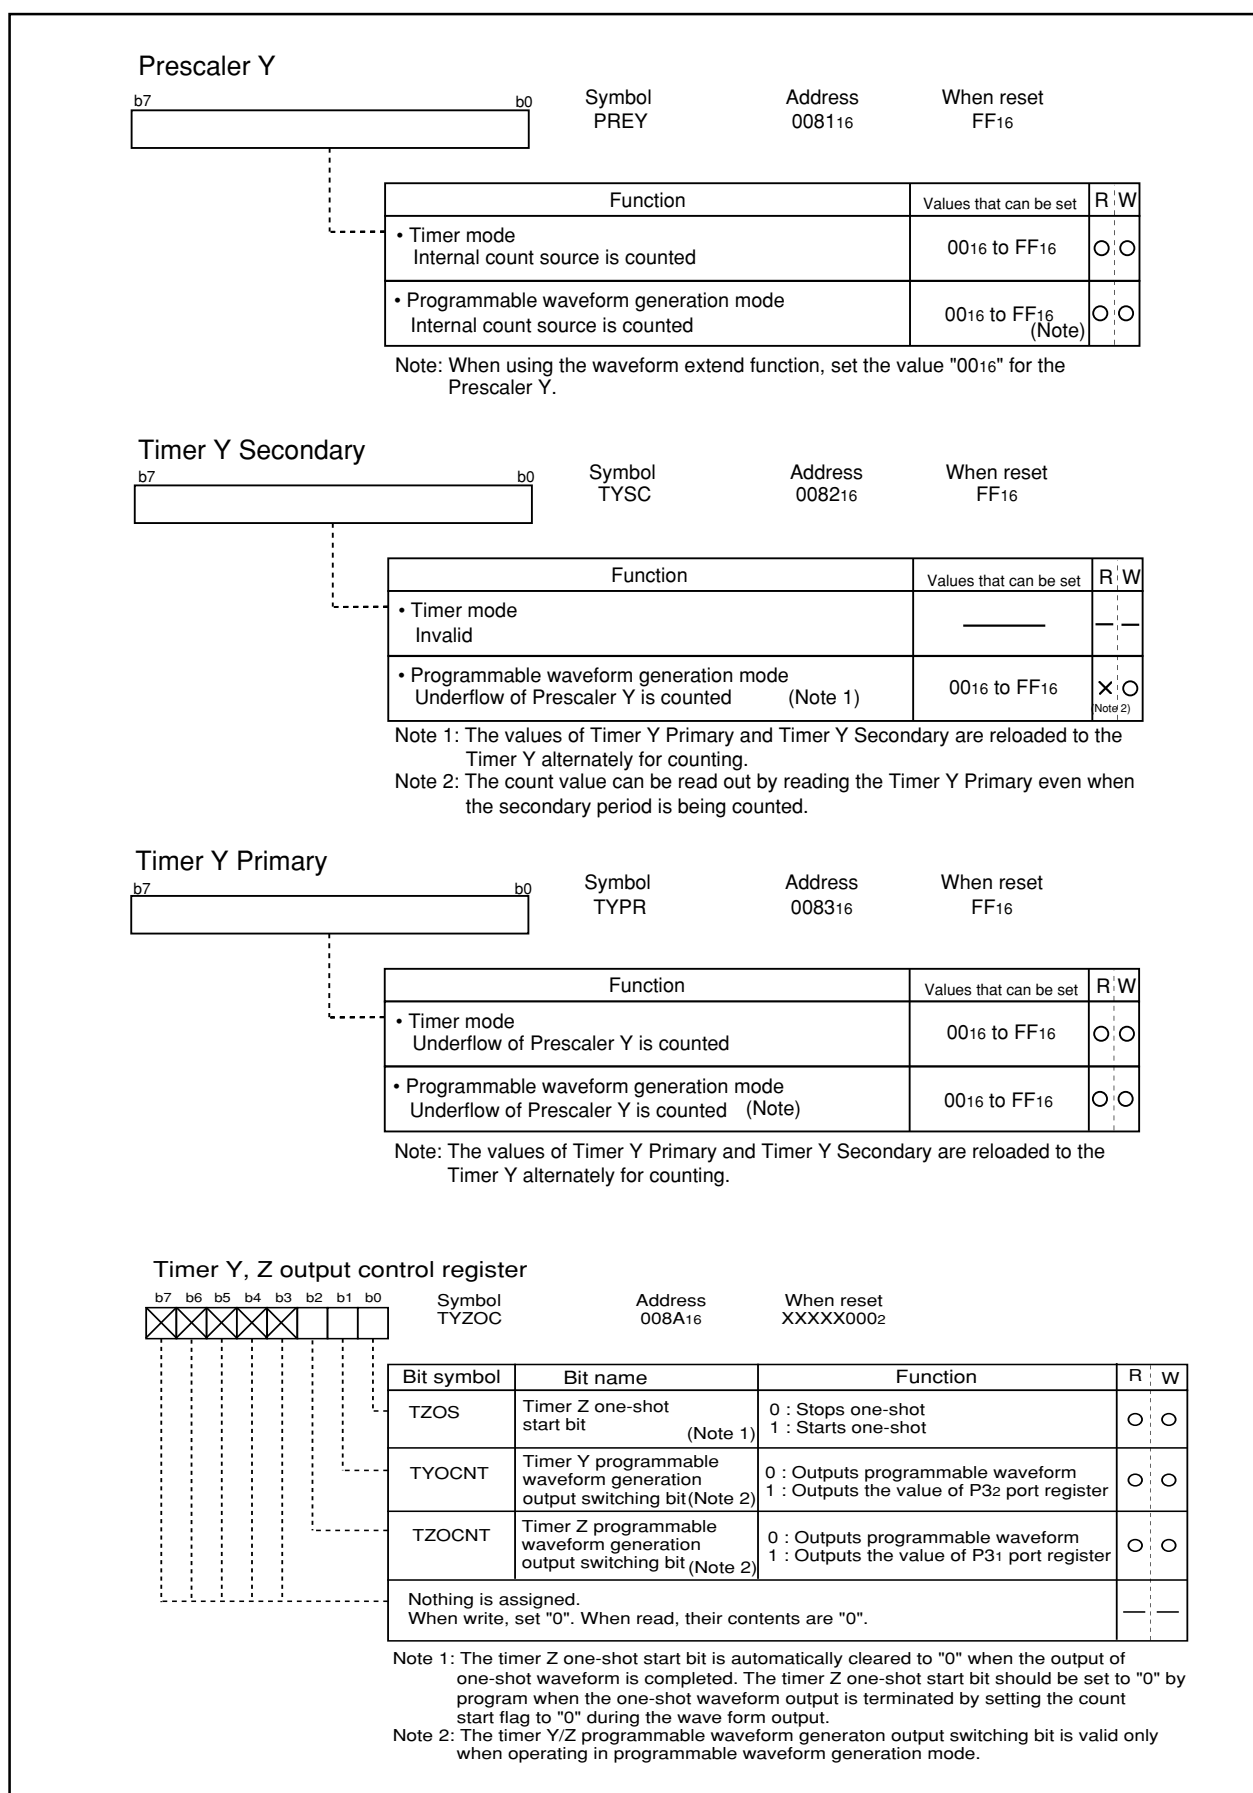 Prescaler Y
b7 b0 Symbol Address When reset
PREY 008116 FF16
Function Values that can be set R W
• Timer mode
Internal count source is counted 0016 to FF16 O O
• Programmable waveform generation mode
Internal count source is counted 0016 to FF16 (Note) O O
Note: When using the waveform extend function, set the value "0016" for the
Prescaler Y.
Timer Y Secondary
b7 b0 Symbol Address When reset
TYSC 008216 FF16
Function Values that can be set R W
• Timer mode
Invalid — — —
• Programmable waveform generation mode
Underflow of Prescaler Y is counted (Note 1) 0016 to FF16 X O
(Note 2)
Note 1: The values of Timer Y Primary and Timer Y Secondary are reloaded to the
Timer Y alternately for counting.
Note 2: The count value can be read out by reading the Timer Y Primary even when
the secondary period is being counted.
Timer Y Primary
b7 b0 Symbol Address When reset
TYPR 008316 FF16
Function Values that can be set R W
• Timer mode
Underflow of Prescaler Y is counted 0016 to FF16 O O
• Programmable waveform generation mode
Underflow of Prescaler Y is counted (Note) 0016 to FF16 O O
Note: The values of Timer Y Primary and Timer Y Secondary are reloaded to the
Timer Y alternately for counting.
Timer Y, Z output control register
b7 b6 b5 b4 b3 b2 b1 b0 Symbol Address When reset
TYZOC 008A16 XXXXX0002
Bit symbol Bit name Function R W
TZOS Timer Z one-shot
start bit (Note 1) 0 : Stops one-shot
1 : Starts one-shot O O
TYOCNT Timer Y programmable
waveform generation
output switching bit (Note 2) 0 : Outputs programmable waveform
1 : Outputs the value of P32 port register O O
TZOCNT Timer Z programmable
waveform generation
output switching bit (Note 2) 0 : Outputs programmable waveform
1 : Outputs the value of P31 port register O O
Nothing is assigned.
When write, set "0". When read, their contents are "0". — —
Note 1: The timer Z one-shot start bit is automatically cleared to "0" when the output of
one-shot waveform is completed. The timer Z one-shot start bit should be set to "0" by
program when the one-shot waveform output is terminated by setting the count
start flag to "0" during the wave form output.
Note 2: The timer Y/Z programmable waveform generaton output switching bit is valid only
when operating in programmable waveform generation mode.